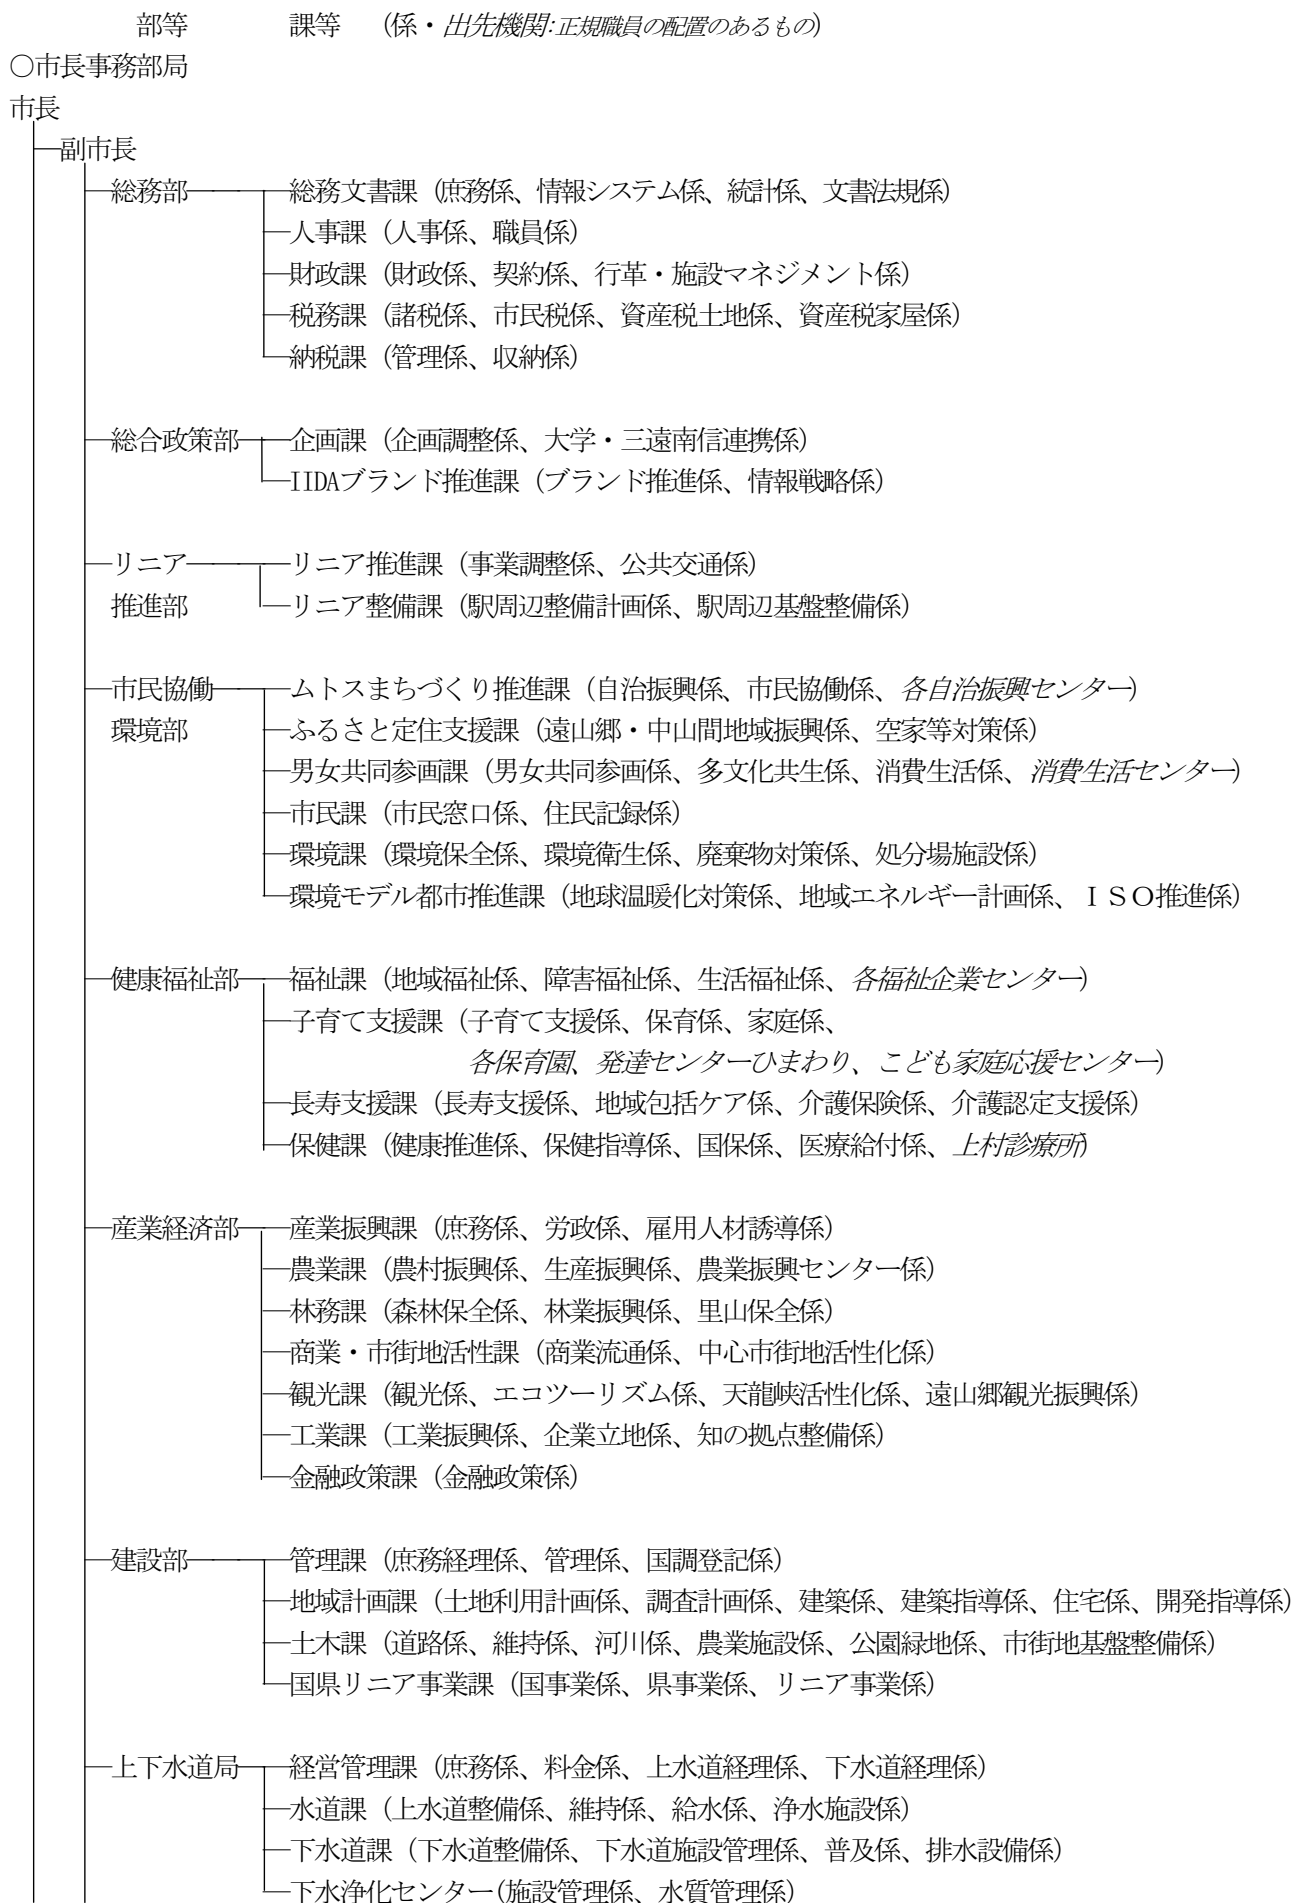 部等　課等　（係・出先機関:正規職員の配置のあるもの）
○市長事務部局
市長
副市長
総務部　総務文書課（庶務係、情報システム係、統計係、文書法規係）
人事課（人事係、職員係）
財政課（財政係、契約係、行革・施設マネジメント係）
税務課（諸税係、市民税係、資産税土地係、資産税家屋係）
納税課（管理係、収納係）
総合政策部　企画課（企画調整係、大学・三遠南信連携係）
IIDAブランド推進課（ブランド推進係、情報戦略係）
リニア　リニア推進課（事業調整係、公共交通係）
推進部　リニア整備課（駅周辺整備計画係、駅周辺基盤整備係）
市民協働　ムトスまちづくり推進課（自治振興係、市民協働係、各自治振興センター）
環境部　ふるさと定住支援課（遠山郷・中山間地域振興係、空家等対策係）
男女共同参画課（男女共同参画係、多文化共生係、消費生活係、消費生活センター）
市民課（市民窓口係、住民記録係）
環境課（環境保全係、環境衛生係、廃棄物対策係、処分場施設係）
環境モデル都市推進課（地球温暖化対策係、地域エネルギー計画係、ＩＳＯ推進係）
健康福祉部　福祉課（地域福祉係、障害福祉係、生活福祉係、各福祉企業センター）
子育て支援課（子育て支援係、保育係、家庭係、
各保育園、発達センターひまわり、こども家庭応援センター）
長寿支援課（長寿支援係、地域包括ケア係、介護保険係、介護認定支援係）
保健課（健康推進係、保健指導係、国保係、医療給付係、上村診療所）
産業経済部　産業振興課（庶務係、労政係、雇用人材誘導係）
農業課（農村振興係、生産振興係、農業振興センター係）
林務課（森林保全係、林業振興係、里山保全係）
商業・市街地活性課（商業流通係、中心市街地活性化係）
観光課（観光係、エコツーリズム係、天龍峡活性化係、遠山郷観光振興係）
工業課（工業振興係、企業立地係、知の拠点整備係）
金融政策課（金融政策係）
建設部　管理課（庶務経理係、管理係、国調登記係）
地域計画課（土地利用計画係、調査計画係、建築係、建築指導係、住宅係、開発指導係）
土木課（道路係、維持係、河川係、農業施設係、公園緑地係、市街地基盤整備係）
国県リニア事業課（国事業係、県事業係、リニア事業係）
上下水道局　経営管理課（庶務係、料金係、上水道経理係、下水道経理係）
水道課（上水道整備係、維持係、給水係、浄水施設係）
下水道課（下水道整備係、下水道施設管理係、普及係、排水設備係）
下水浄化センター(施設管理係、水質管理係)